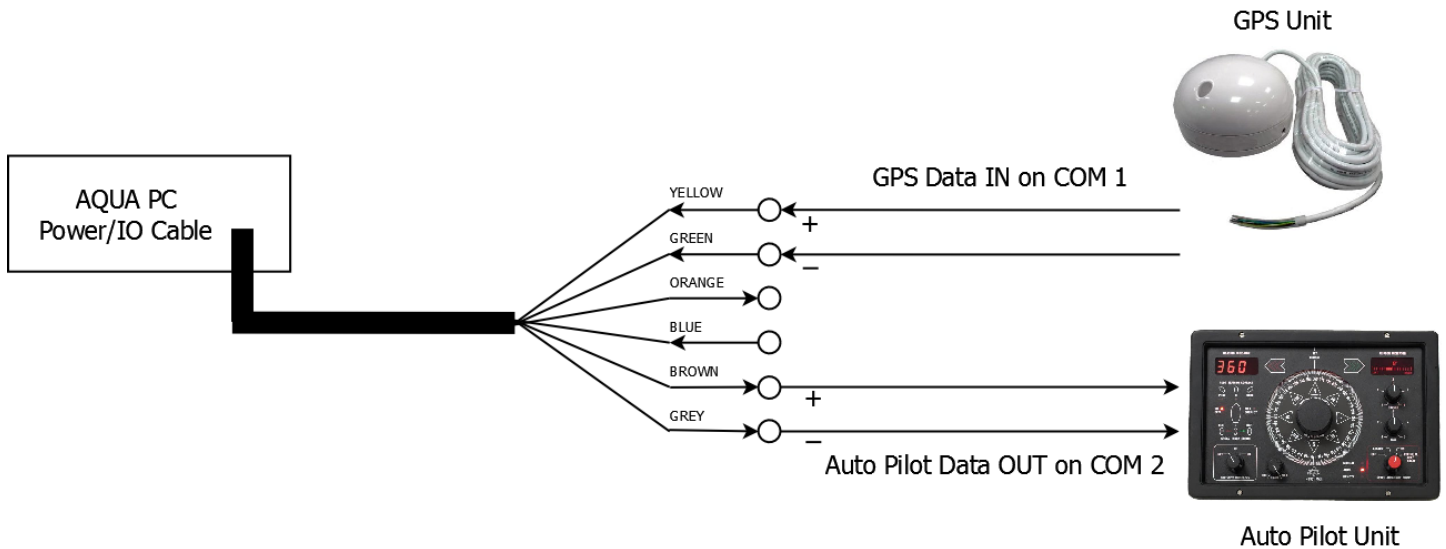 GPS Unit
AQUA PC
Power/IO Cable
GPS Data IN on COM 1
YELLOW
+
GREEN
–
ORANGE
BLUE
BROWN
+
GREY
–
Auto Pilot Data OUT on COM 2
360
Auto Pilot Unit